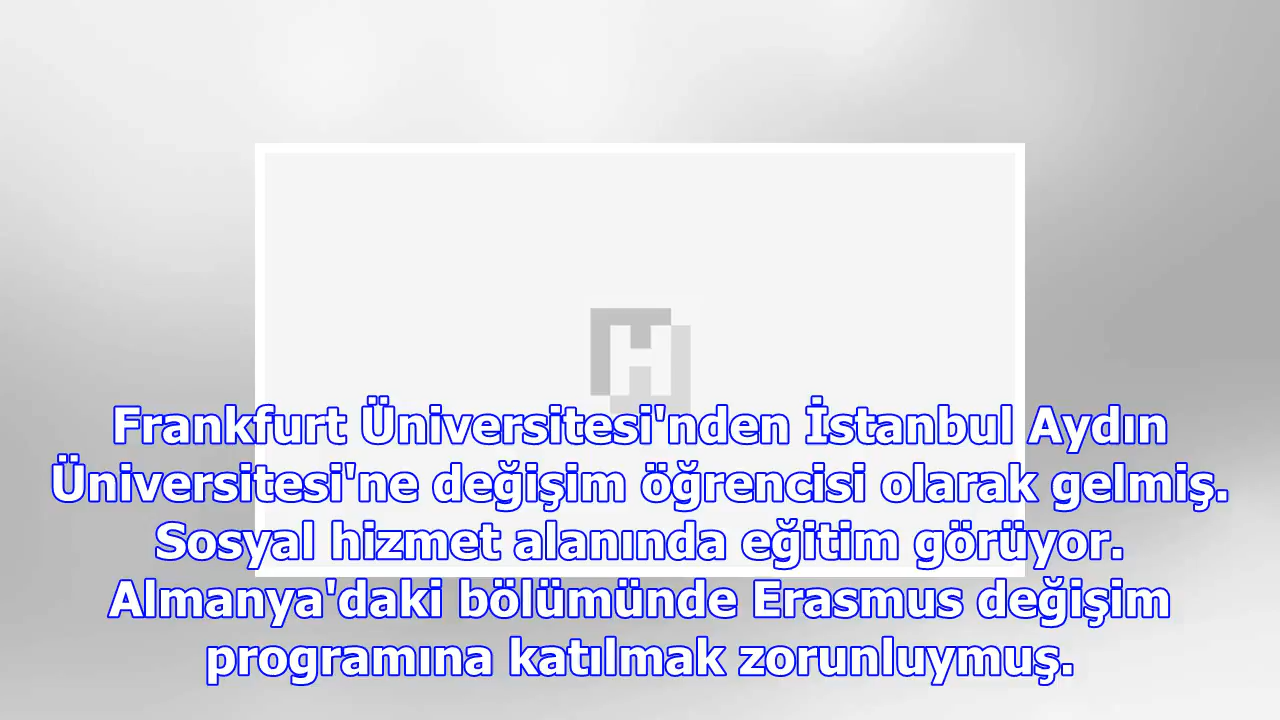 H
Frankfurt Üniversitesi'nden İstanbul Aydın
Üniversitesi'ne değişim öğrencisi olarak gelmiş.
Sosyal hizmet alanında eğitim görüyor.
Almanya'daki bölümünde Erasmus değişim
programına katılmak zorunluymuş.